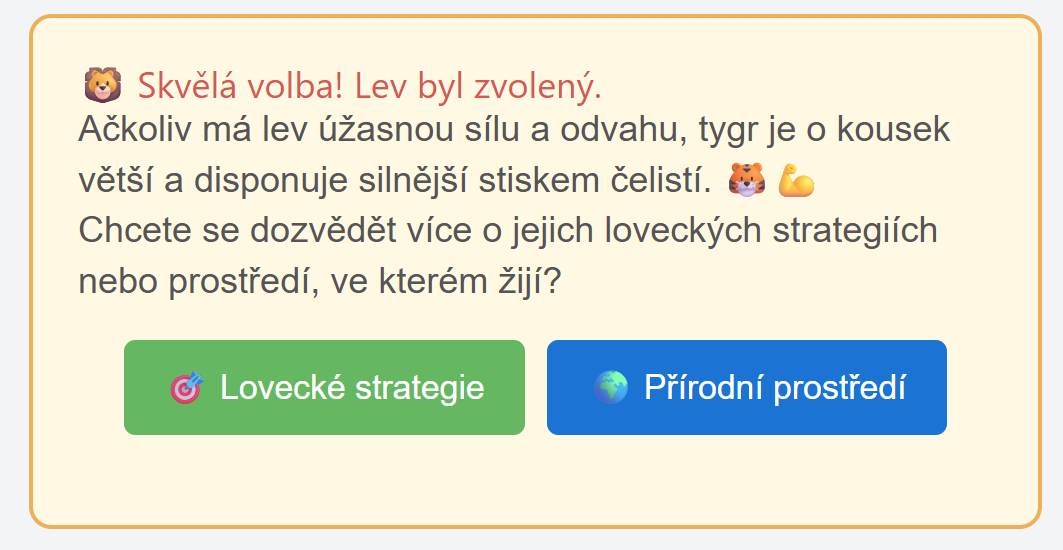 🦁 Skvělá volba! Lev byl zvolený.
Ačkoliv má lev úžasnou sílu a odvahu, tygr je o kousek
větší a disponuje silnější stiskem čelistí. 🐯 💪
Chcete se dozvědět více o jejich loveckých strategiích
nebo prostředí, ve kterém žijí?
🎯 Lovecké strategie
🌍 Přírodní prostředí